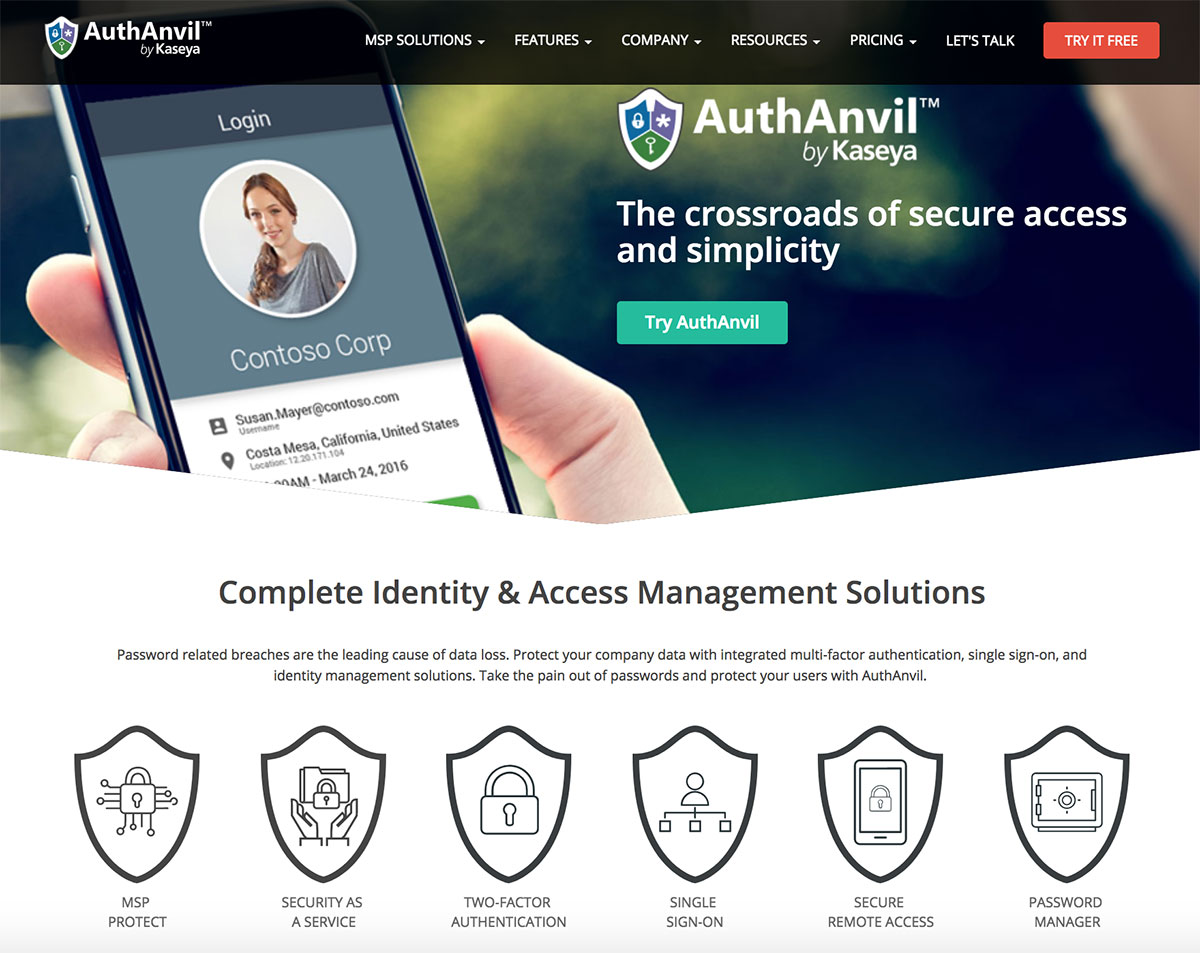 AuthAnvil™
by Kaseya
MSP SOLUTIONS
FEATURES
COMPANY
RESOURCES
PRICING
LET'S TALK
TRY IT FREE
Login
Contoso Corp
Susan.Mayer@contoso.com
Username
Costa Mesa, California, United States
Location: 12.20.171.104
AM - March 24, 2016
AuthAnvil™
by Kaseya
The crossroads of secure access
and simplicity
Try AuthAnvil
Complete Identity & Access Management Solutions
Password related breaches are the leading cause of data loss. Protect your company data with integrated multi-factor authentication, single sign-on, and
identity management solutions. Take the pain out of passwords and protect your users with AuthAnvil.
MSP
PROTECT
SECURITY AS
A SERVICE
TWO-FACTOR
AUTHENTICATION
SINGLE
SIGN-ON
SECURE
REMOTE ACCESS
PASSWORD
MANAGER